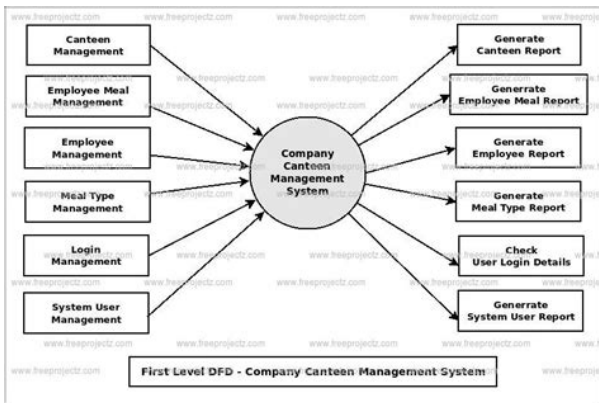 Canteen
Management
Employee Meal
Management
Employee
Management
Meal Type
Management
Login
Management
System User
Management
Company
Canteen
Management
System
Generate
Canteen Report
Generrate
Employee Meal Report
Generate
Employee Report
Generate
Meal Type Report
Check
User Login Details
Generrate
System User Report
First Level DFD - Company Canteen Management System
www.freeprojectz.com